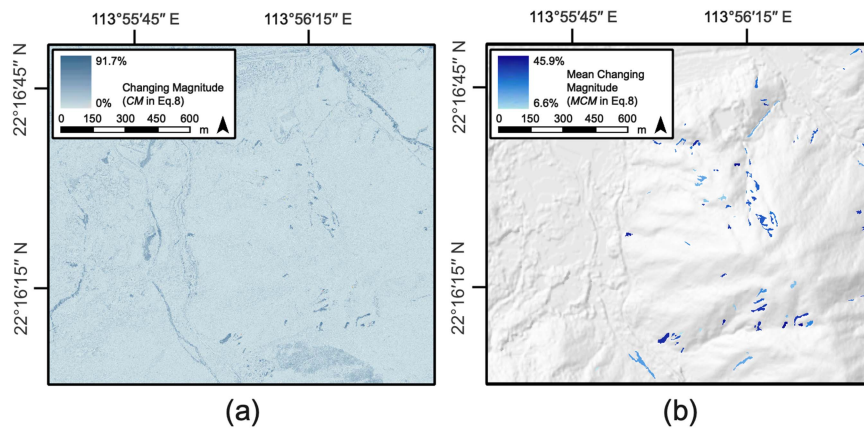 113°55′45″ E
113°56′15″ E
113°55′45″ E
113°56′15″ E
22°16′45″ N
22°16′15″ N
91.7%
0%
Changing Magnitude
(CM in Eq.8)
0
150
300
450
600
m
22°16′45″ N
22°16′15″ N
45.9%
6.6%
Mean Changing
Magnitude
(MCM in Eq.8)
0
150
300
450
600
m
(a)
(b)